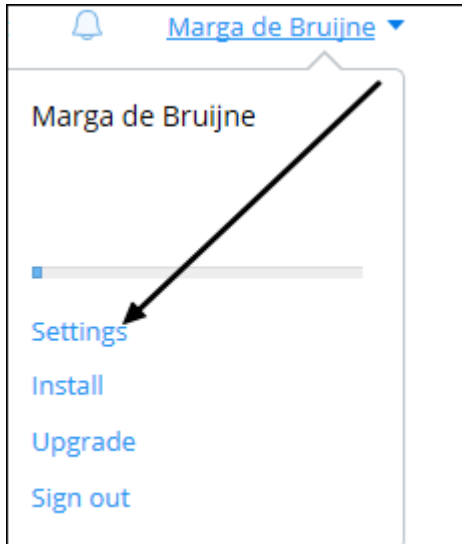 Marga de Bruijne
Marga de Bruijne
Settings
Install
Upgrade
Sign out